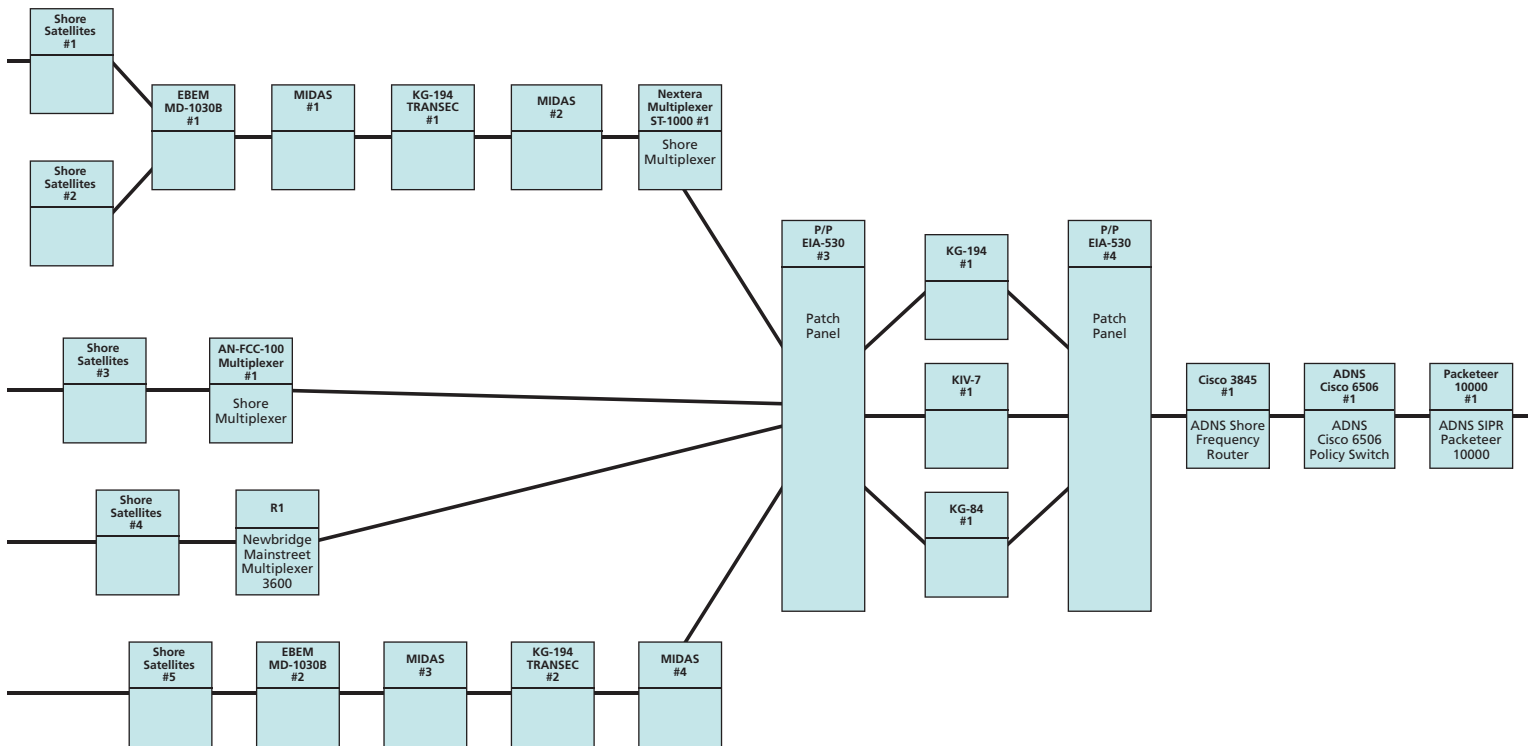 Shore
Satellites
#1
EBEM
MD-1030B
#1
MIDAS
#1
KG-194
TRANSEC
#1
MIDAS
#2
Nextera
Multiplexer
ST-1000 #1
Shore
Multiplexer
Shore
Satellites
#2
P/P
EIA-530
#3
Patch
Panel
KG-194
#1
P/P
EIA-530
#4
Patch
Panel
Shore
Satellites
#3
AN-FCC-100
Multiplexer
#1
Shore
Multiplexer
KIV-7
#1
Cisco 3845
#1
ADNS Shore
Frequency
Router
ADNS
Cisco 6506
#1
ADNS
Cisco 6506
Policy Switch
Packeteer
10000
#1
ADNS SIPR
Packeteer
10000
Shore
Satellites
#4
R1
Newbridge
Mainstreet
Multiplexer
3600
KG-84
#1
Shore
Satellites
#5
EBEM
MD-1030B
#2
MIDAS
#3
KG-194
TRANSEC
#2
MIDAS
#4